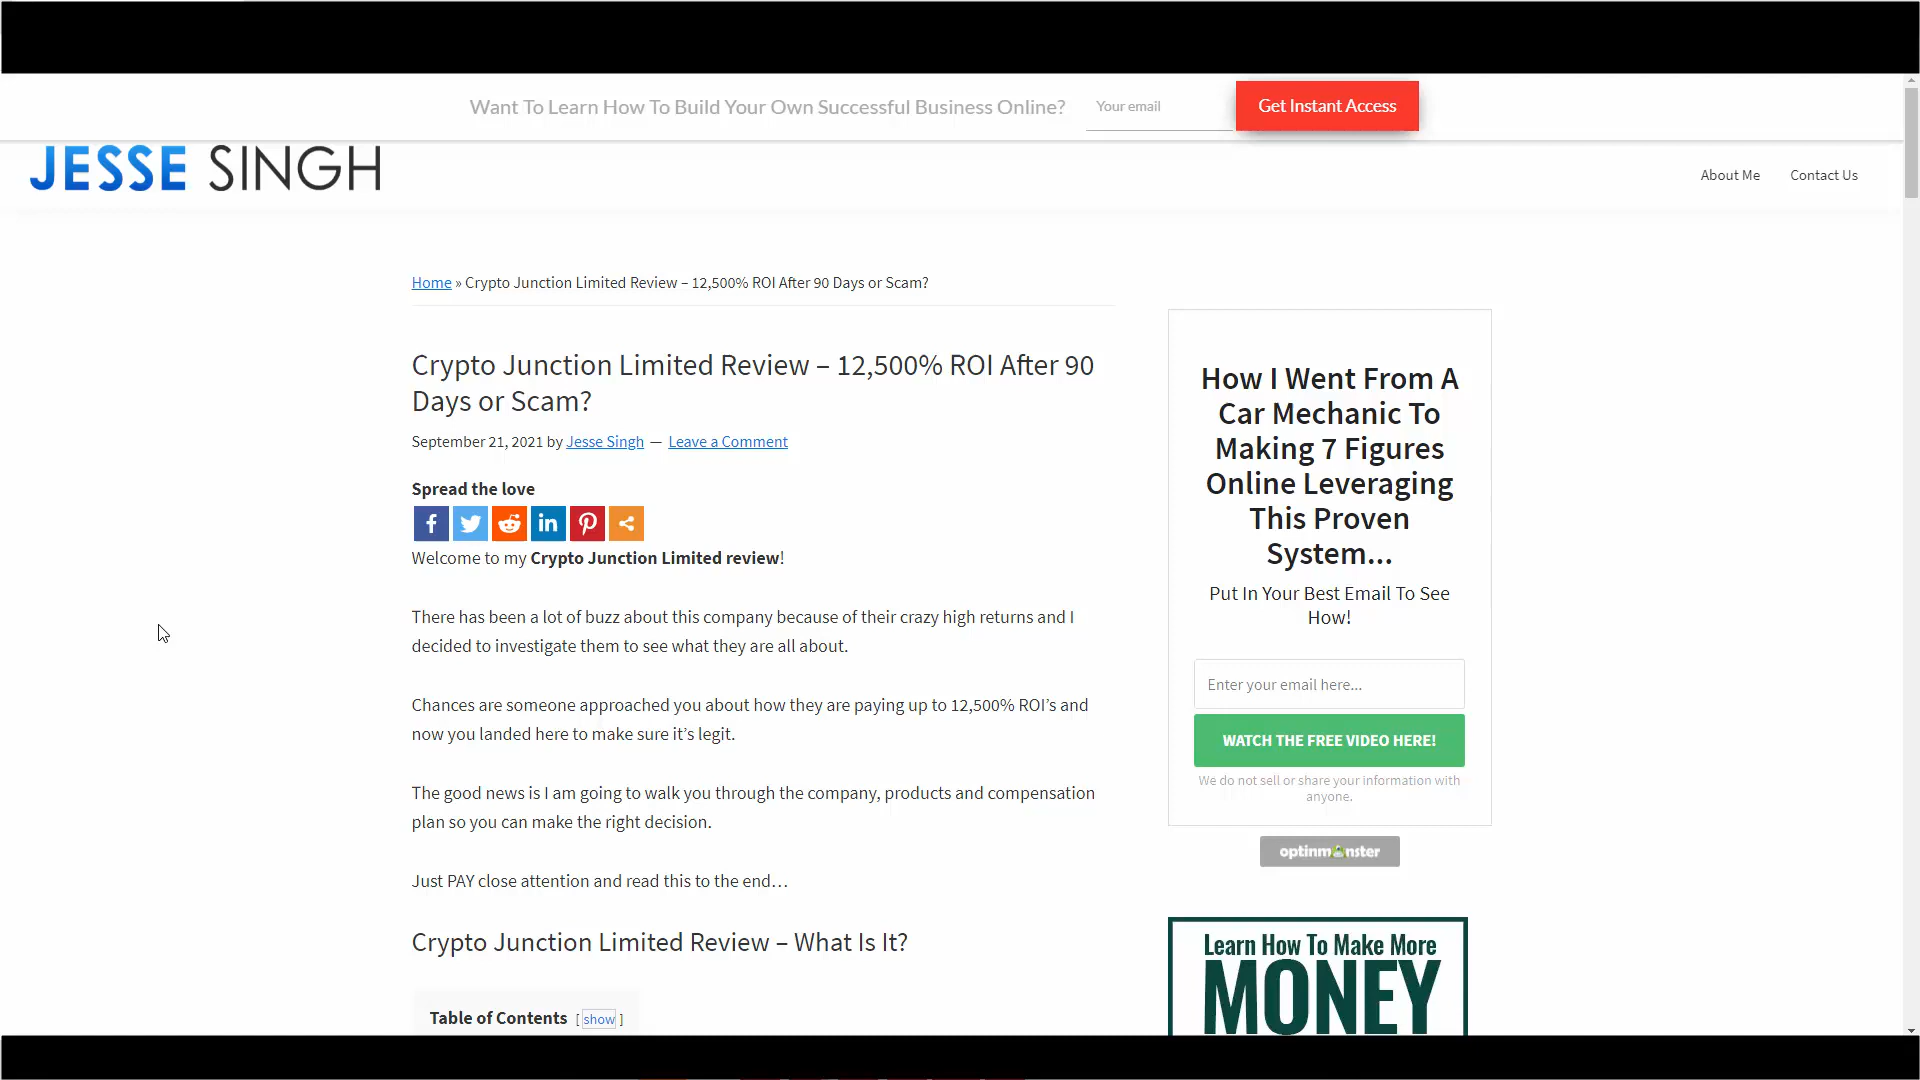 Want To Learn How To Build Your Own Successful Business Online?
Your email
Get Instant Access
JESSE SINGH
About Me
Contact Us
Home » Crypto Junction Limited Review – 12,500% ROI After 90 Days or Scam?
Crypto Junction Limited Review – 12,500% ROI After 90
Days or Scam?
September 21, 2021 by Jesse Singh — Leave a Comment
Spread the love
Welcome to my Crypto Junction Limited review!
There has been a lot of buzz about this company because of their crazy high returns and I
decided to investigate them to see what they are all about.
Chances are someone approached you about how they are paying up to 12,500% ROI’s and
now you landed here to make sure it’s legit.
The good news is I am going to walk you through the company, products and compensation
plan so you can make the right decision.
Just PAY close attention and read this to the end…
Crypto Junction Limited Review – What Is It?
Table of Contents [ show ]
How I Went From A
Car Mechanic To
Making 7 Figures
Online Leveraging
This Proven
System...
Put In Your Best Email To See
How!
Enter your email here...
WATCH THE FREE VIDEO HERE!
We do not sell or share your information with
anyone.
optinmonster
Learn How To Make More
MONEY